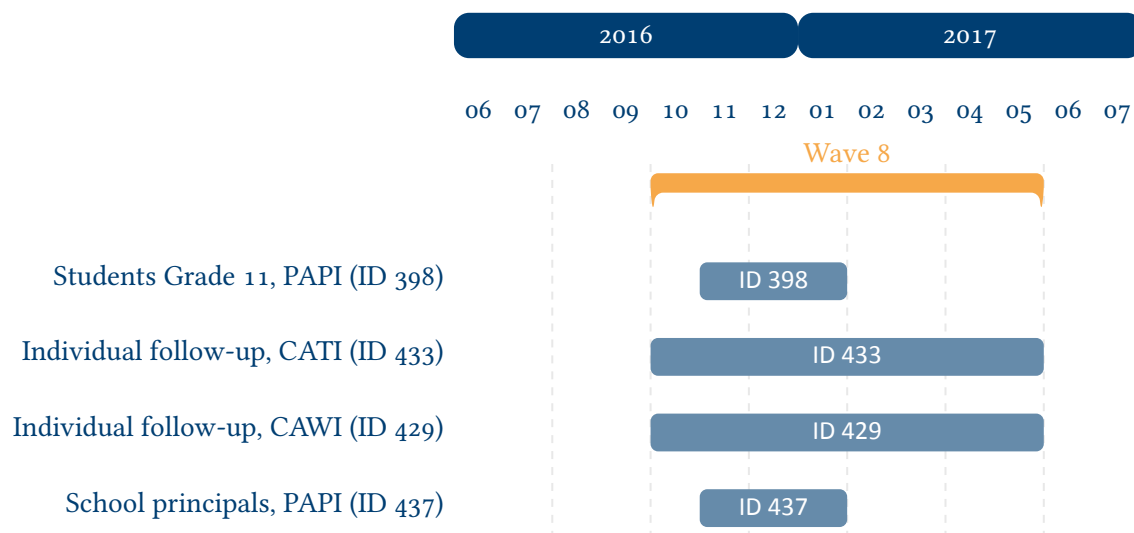 2016 2017
06 07 08 09 10 11 12 01 02 03 04 05 06 07
Wave 8
Students Grade 11, PAPI (ID 398) ID 398
Individual follow-up, CATI (ID 433) ID 433
Individual follow-up, CAWI (ID 429) ID 429
School principals, PAPI (ID 437) ID 437